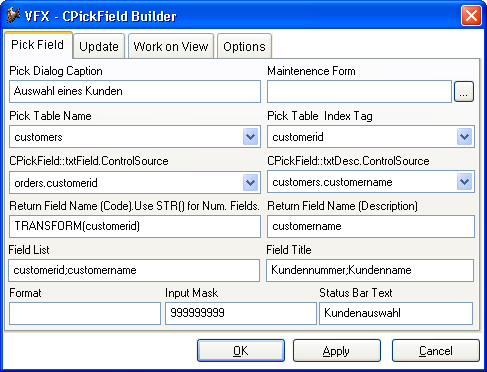 VFX - CPickField Builder
Pick Field Update Work on View Options
Pick Dialog Caption Maintenence Form
Auswahl eines Kunden ...
Pick Table Name Pick Table Index Tag
customers customerid
CPickField::txtField.ControlSource CPickField::txtDesc.ControlSource
orders.customerid customers.customername
Return Field Name (Code).Use STR() for Num. Fields. Return Field Name (Description)
TRANSFORM(customerid) customername
Field List Field Title
customerid;customername Kundennummer;Kundenname
Format Input Mask Status Bar Text
999999999 Kundenauswahl
OK Apply Cancel